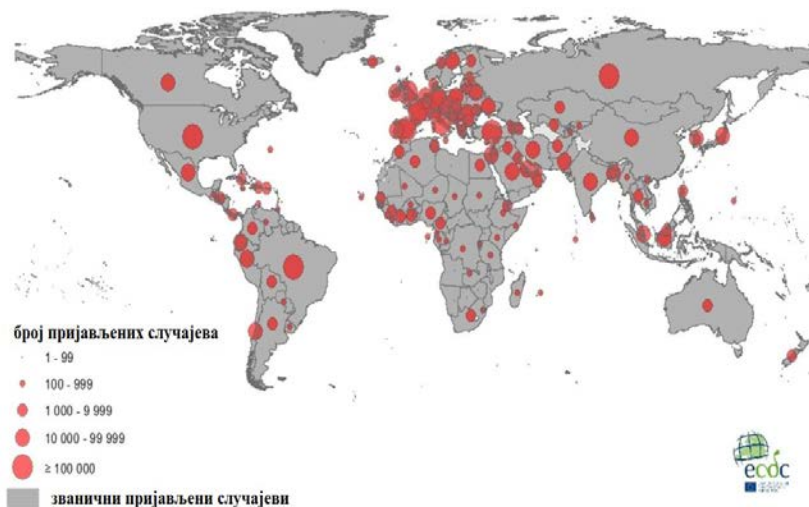 број пријављених случајева
1 - 99
100 - 999
1 000 - 9 999
10 000 - 99 999
≥ 100 000
званични пријављени случајеви
ecdc